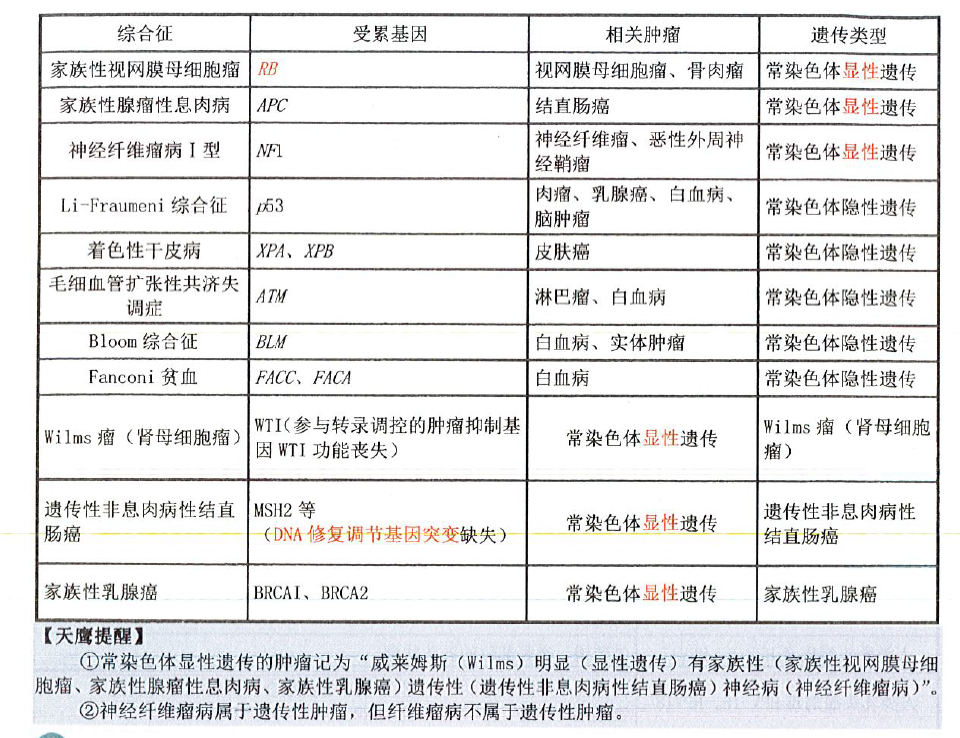 综合征 受累基因 相关肿瘤 遗传类型
家族性视网膜母细胞瘤 RB 视网膜母细胞瘤、骨肉瘤 常染色体显性遗传
家族性腺瘤性息肉病 APC 结直肠癌 常染色体显性遗传
神经纤维瘤病Ⅰ型 NF1 神经纤维瘤、恶性外周神
经鞘瘤 常染色体显性遗传
Li-Fraumeni 综合征 p53 肉瘤、乳腺癌、白血病、
脑肿瘤 常染色体隐性遗传
着色性干皮病 XPA、XPB 皮肤癌 常染色体隐性遗传
毛细血管扩张性共济失
调症 ATM 淋巴瘤、白血病 常染色体隐性遗传
Bloom 综合征 BLM 白血病、实体肿瘤 常染色体隐性遗传
Fanconi 贫血 FACC、FACA 白血病 常染色体隐性遗传
Wilms 瘤（肾母细胞瘤） WTI(参与转录调控的肿瘤抑制基
因 WTI 功能丧失） 常染色体显性遗传 Wilms 瘤（肾母细胞
瘤）
遗传性非息肉病性结直
肠癌 MSH2 等
（DNA 修复调节基因突变缺失） 常染色体显性遗传 遗传性非息肉病性
结直肠癌
家族性乳腺癌 BRCAI、BRCA2 常染色体显性遗传 家族性乳腺癌
【天鹰提醒】
①常染色体显性遗传的肿瘤记为“威莱姆斯（Wilms）明显（显性遗传）有家族性（家族性视网膜母细
胞瘤、家族性腺瘤性息肉病、家族性乳腺癌）遗传性（遗传性非息肉病性结直肠癌）神经病（神经纤维瘤病）”。
②神经纤维瘤病属于遗传性肿瘤，但纤维瘤病不属于遗传性肿瘤。